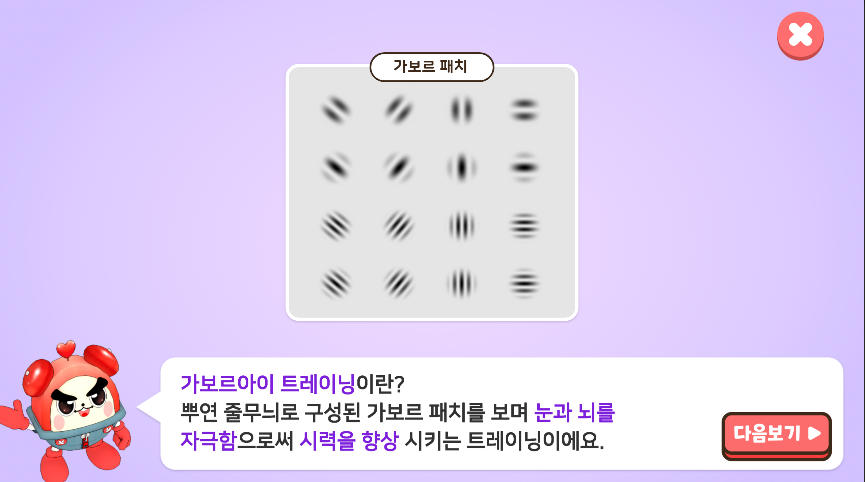 가보르 패치
가보르아이 트레이닝이란?
뿌연 줄무늬로 구성된 가보르 패치를 보며 눈과 뇌를
자극함으로써 시력을 향상 시키는 트레이닝이에요.
다음보기